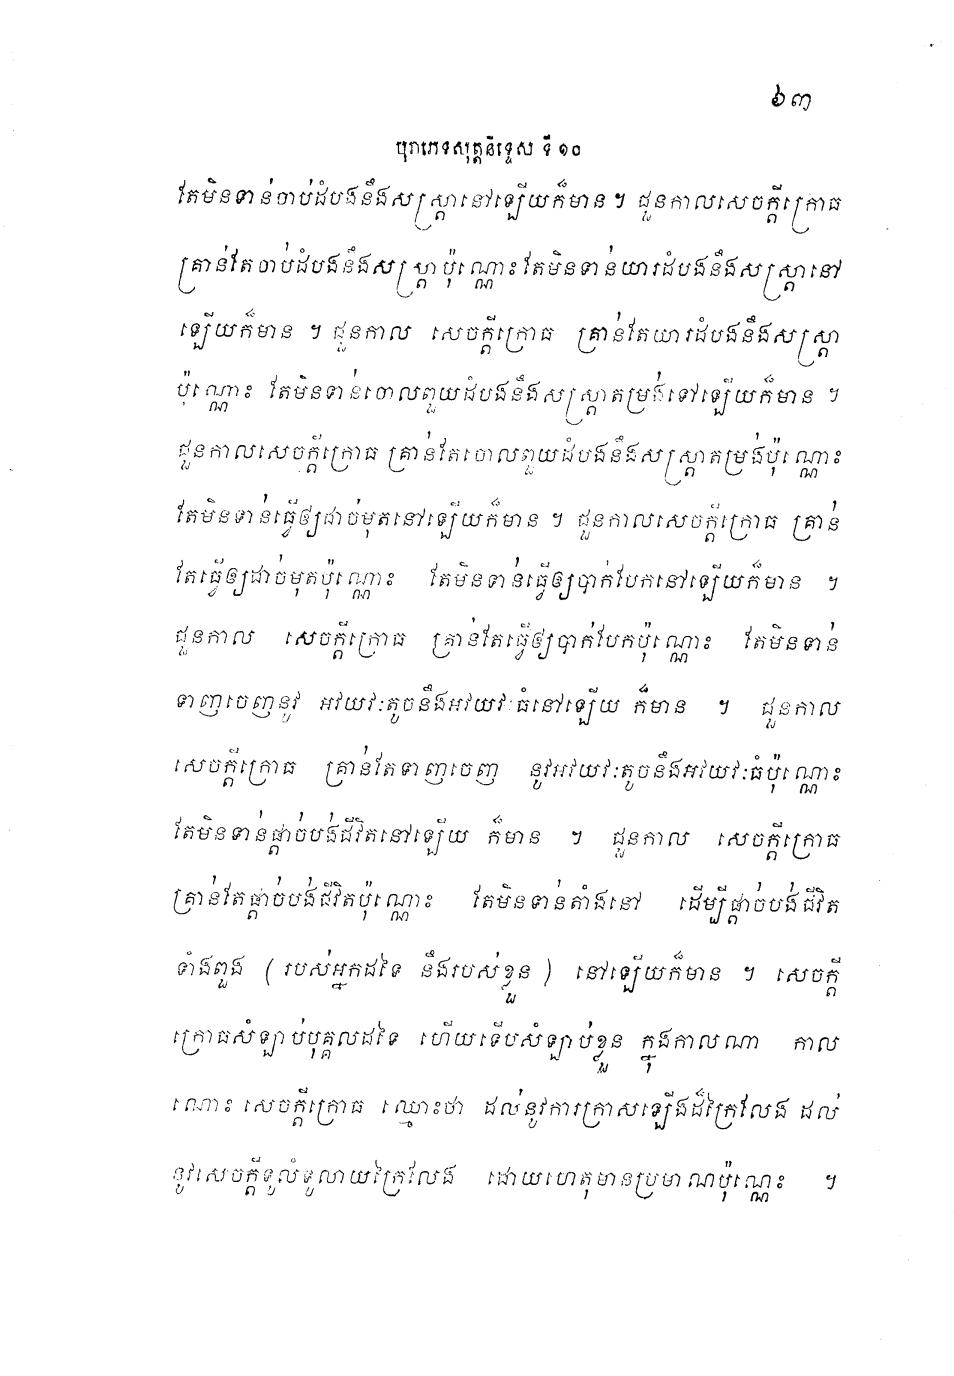 ៦៣
បុរាភេទសុត្តនិទ្ទេស ទី ១០
តែមិនទាន់ចាប់ដំបងនឹងសស្ត្រានៅឡើយក៏មាន ។ ជួនកាលសេចក្តីក្រោធ
គ្រាន់តែចាប់ដំបងនឹងសស្ត្រាប៉ុណ្ណោះ តែមិនទាន់យារដំបងនឹងសស្ត្រានៅ
ឡើយក៏មាន ។ ជួនកាល សេចក្តីក្រោធ គ្រាន់តែយារដំបងនឹងសស្ត្រា
ប៉ុណ្ណោះ តែមិនទាន់ចោលពួយដំបងនឹងសស្ត្រាតម្រង់ទៅឡើយក៏មាន ។
ជួនកាលសេចក្តីក្រោធ គ្រាន់តែចោលពួយដំបងនឹងសស្ត្រាតម្រង់ប៉ុណ្ណោះ
តែមិនទាន់ធ្វើឲ្យដាច់មុតនៅឡើយក៏មាន ។ ជួនកាលសេចក្តីក្រោធ គ្រាន់
តែធ្វើឲ្យដាច់មុតប៉ុណ្ណោះ តែមិនទាន់ធ្វើឲ្យបាក់បែកនៅឡើយក៏មាន ។
ជួនកាល សេចក្តីក្រោធ គ្រាន់តែធ្វើឲ្យបាក់បែកប៉ុណ្ណោះ តែមិនទាន់
ទាញចេញនូវ អវយវៈតូចនឹងអវយវៈធំនៅឡើយ ក៏មាន ។ ជួនកាល
សេចក្តីក្រោធ គ្រាន់តែទាញចេញ នូវអវយវៈតូចនឹងអវយវៈធំប៉ុណ្ណោះ
តែមិនទាន់ផ្តាច់បង់ជីវិតនៅឡើយ ក៏មាន ។ ជួនកាល សេចក្តីក្រោធ
គ្រាន់តែផ្តាច់បង់ជីវិតប៉ុណ្ណោះ តែមិនទាន់តាំងនៅ ដើម្បីផ្តាច់បង់ជីវិត
ទាំងពួង ( របស់អ្នកដទៃ នឹងរបស់ខ្លួន ) នៅឡើយក៏មាន ។ សេចក្តី
ក្រោធសំឡាប់បុគ្គលដទៃ ហើយទើបសំឡាប់ខ្លួន ក្នុងកាលណា កាល
ណោះ សេចក្តីក្រោធ ឈ្មោះថា ដល់នូវការក្រាសឡើងដ៏ក្រៃលែង ដល់
នូវសេចក្តីទូលំទូលាយក្រៃលែង ដោយហេតុមានប្រមាណប៉ុណ្ណេះ ។